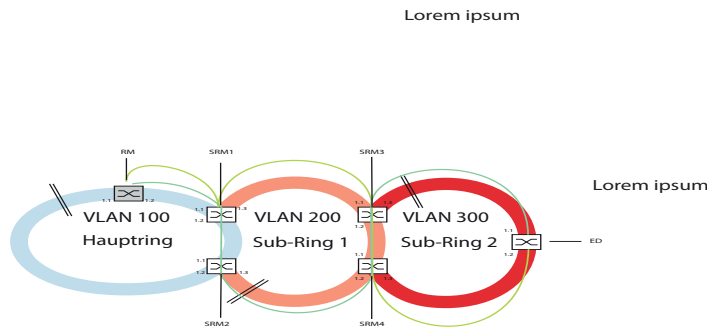 Lorem ipsum
RM
SRM1
SRM3
Lorem ipsum
1.1
1.2
1.1
1.3
1.2
VLAN 100
Hauptring
VLAN 200
Sub-Ring 1
1.1
1.3
1.2
VLAN 300
Sub-Ring 2
1.1
1.2
ED
1.1
1.2
1.3
1.1
1.2
1.3
SRM2
SRM4